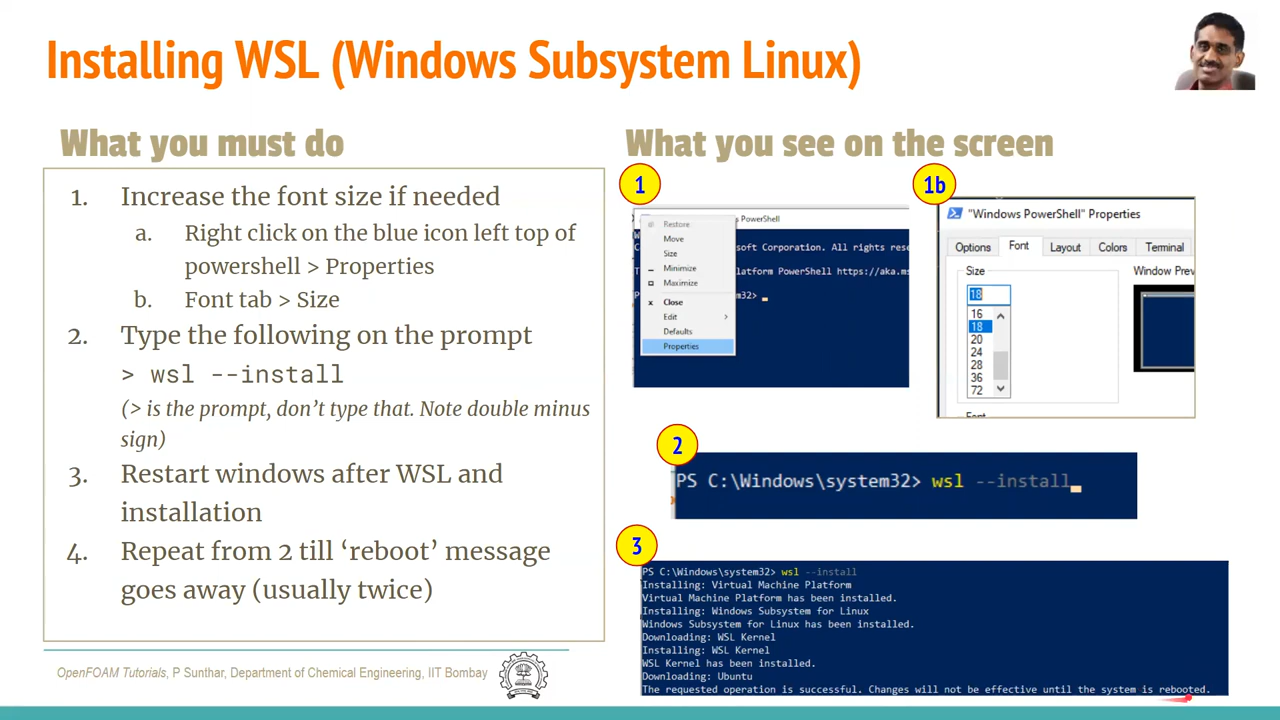 Installing WSL (Windows Subsystem Linux)
What you must do
1. Increase the font size if needed
a. Right click on the blue icon left top of
powershell > Properties
b. Font tab > Size
2. Type the following on the prompt
> wsl --install
(> is the prompt, don’t type that. Note double minus
sign)
3. Restart windows after WSL and
installation
4. Repeat from 2 till ‘reboot’ message
goes away (usually twice)
What you see on the screen
1
ws PowerShell
Restore
Move
Size
Minimize
Maximize
x Close
Edit
Defaults
Properties
soft Corporation. All rights rese
latform PowerShell https://aka.ms
m32>
1b
"Windows PowerShell" Properties
Options Font Layout Colors Terminal
Size
Window Prev
18
16
18
20
24
28
36
72
2
PS C:\Windows\system32> wsl --install
3
PS C:\Windows\system32> wsl --install
Installing: Virtual Machine Platform
Virtual Machine Platform has been installed.
Installing: Windows Subsystem for Linux
Windows Subsystem for Linux has been installed.
Downloading: WSL Kernel
Installing: WSL Kernel
WSL Kernel has been installed.
Downloading: Ubuntu
The requested operation is successful. Changes will not be effective until the system is rebooted.
OpenFOAM Tutorials, P Sunthar, Department of Chemical Engineering, IIT Bombay